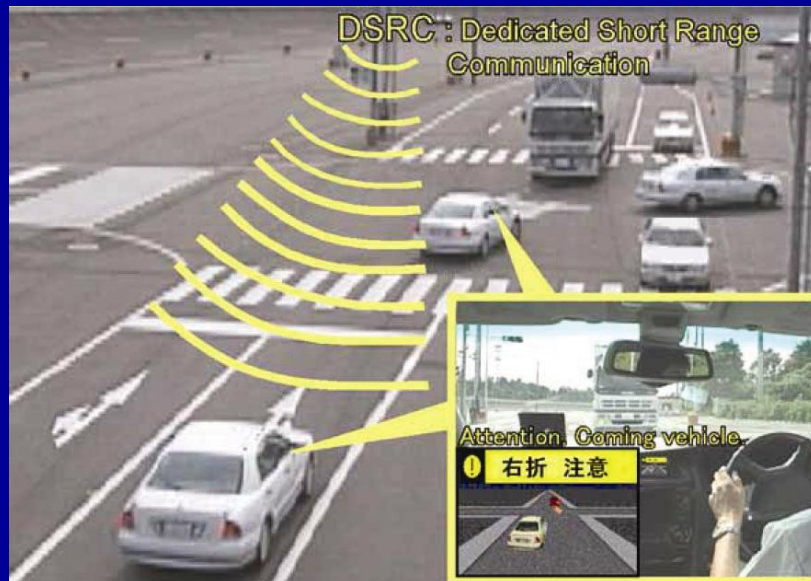 DSRC : Dedicated Short Range
Communication
Attention. Coming vehicle.
! 右折 注意